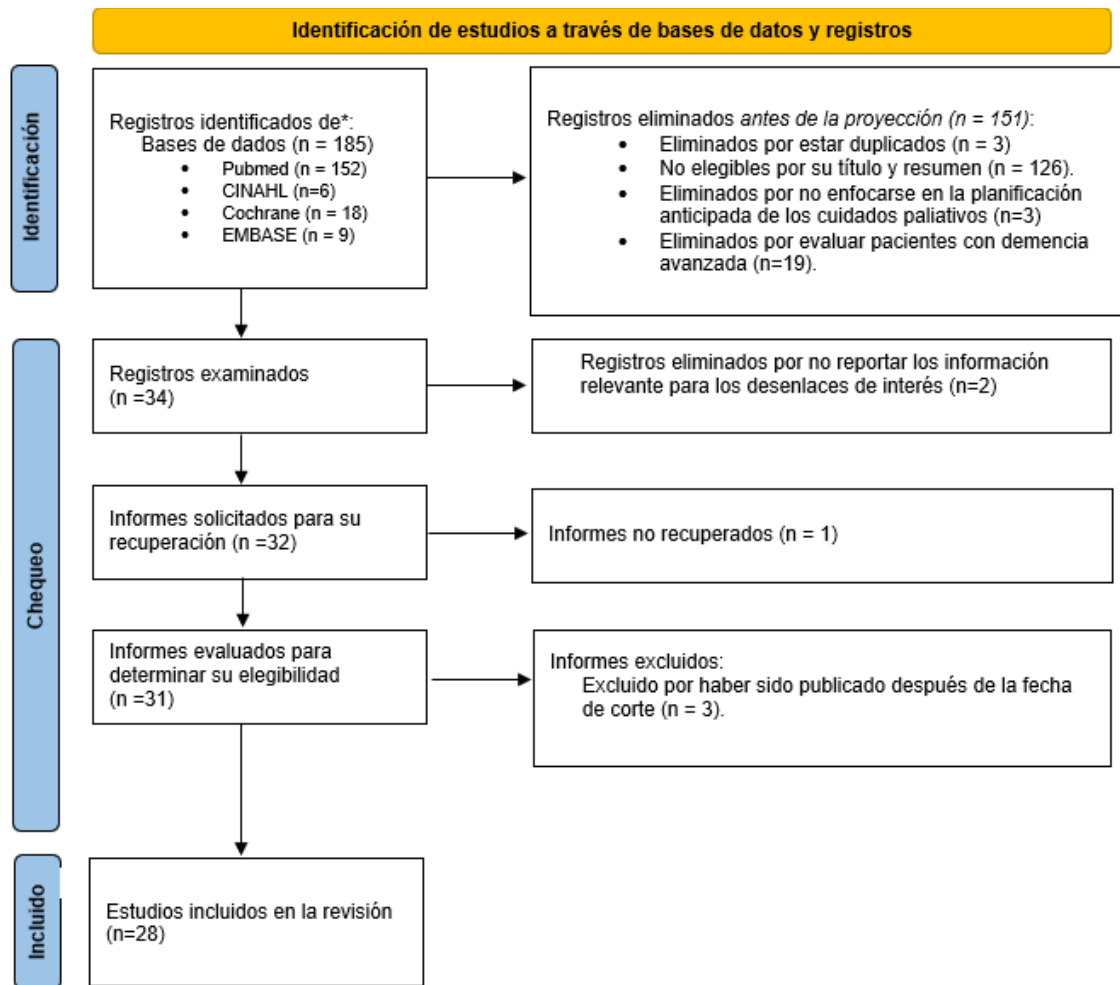 Identificación de estudios a través de bases de datos y registros
Identificación
Registros identificados de*:
Bases de dados (n = 185)
• Pubmed (n = 152)
• CINAHL (n=6)
• Cochrane (n = 18)
• EMBASE (n = 9)
Registros eliminados antes de la proyección (n = 151):
• Eliminados por estar duplicados (n = 3)
• No elegibles por su título y resumen (n = 126).
• Eliminados por no enfocarse en la planificación
anticipada de los cuidados paliativos (n=3)
• Eliminados por evaluar pacientes con demencia
avanzada (n=19).
Chequeo
Registros examinados
(n =34)
Registros eliminados por no reportar los información
relevante para los desenlaces de interés (n=2)
Informes solicitados para su
recuperación (n =32)
Informes no recuperados (n = 1)
Informes evaluados para
determinar su elegibilidad
(n =31)
Informes excluidos:
Excluido por haber sido publicado después de la fecha
de corte (n = 3).
Incluido
Estudios incluidos en la revisión
(n=28)